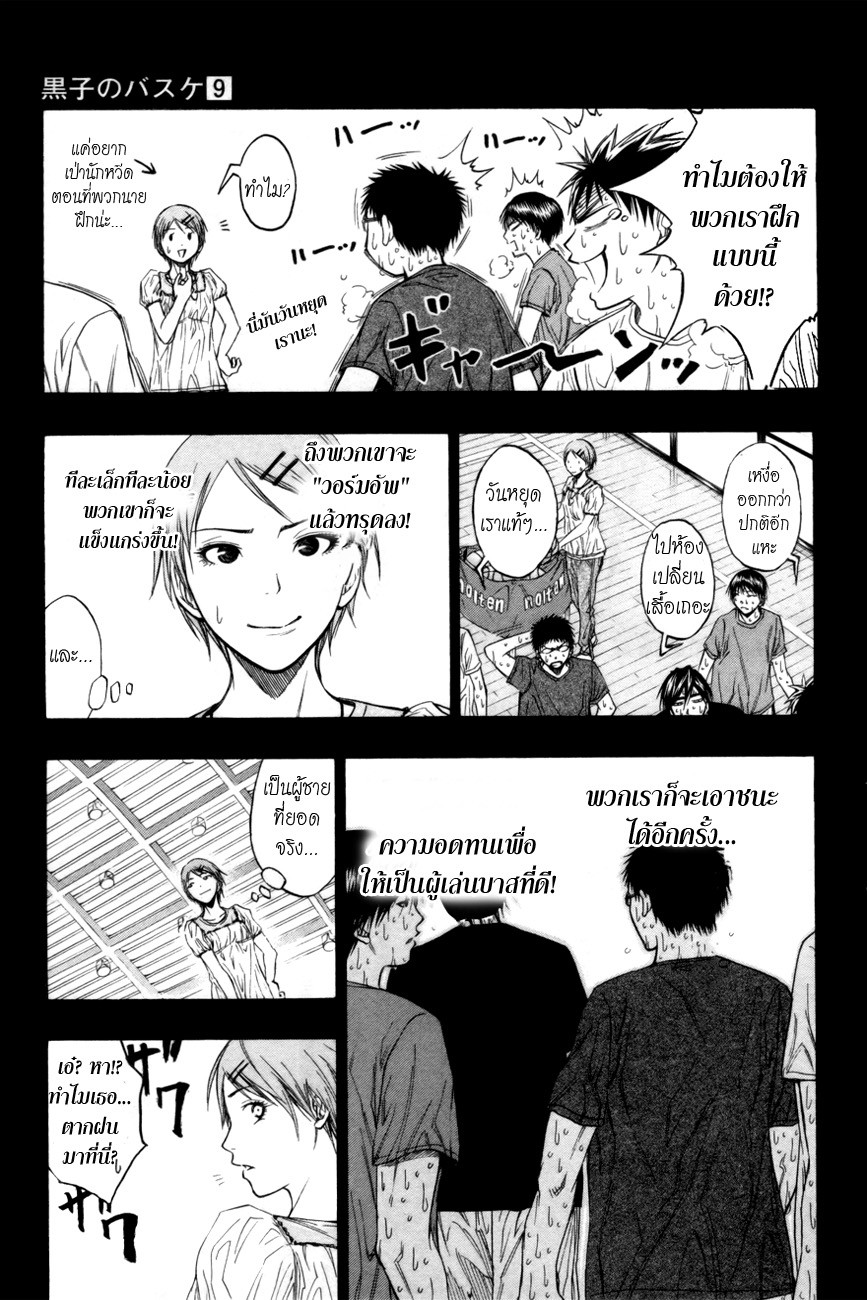 黒子のバスケ 9
ทำไมต้องให้
พวกเราฝึก
แบบนี้
ด้วย!?
ハー…
ハー…
ハー…
ギャーーンッ
นี่มันวันหยุด
เรานะ!
ทำไม?
แค่อยาก
เป่านกหวีด
ตอนที่พวกนาย
ฝึกน่ะ...
เหงื่อ
ออกกว่า
ปกติอีก
แหะ
ไปห้อง
เปลี่ยน
เสื้อเถอะ
วันหยุด
เราแท้ๆ...
molten
molten
ถึงพวกเขาจะ
"วอร์มอัพ"
แล้วทรุดลง!
ทีละเล็กทีละน้อย
พวกเขาก็จะ
แข็งแกร่งขึ้น!
และ...
พวกเราก็จะเอาชนะ
ได้อีกครั้ง...
ความอดทนเพื่อ
ให้เป็นผู้เล่นบาสที่ดี!
เป็นผู้ชาย
ที่ยอด
จริง...
ザワ
ザワ
เอ๋? หา!?
ทำไมเธอ...
ตากฝน
มาที่นี่?